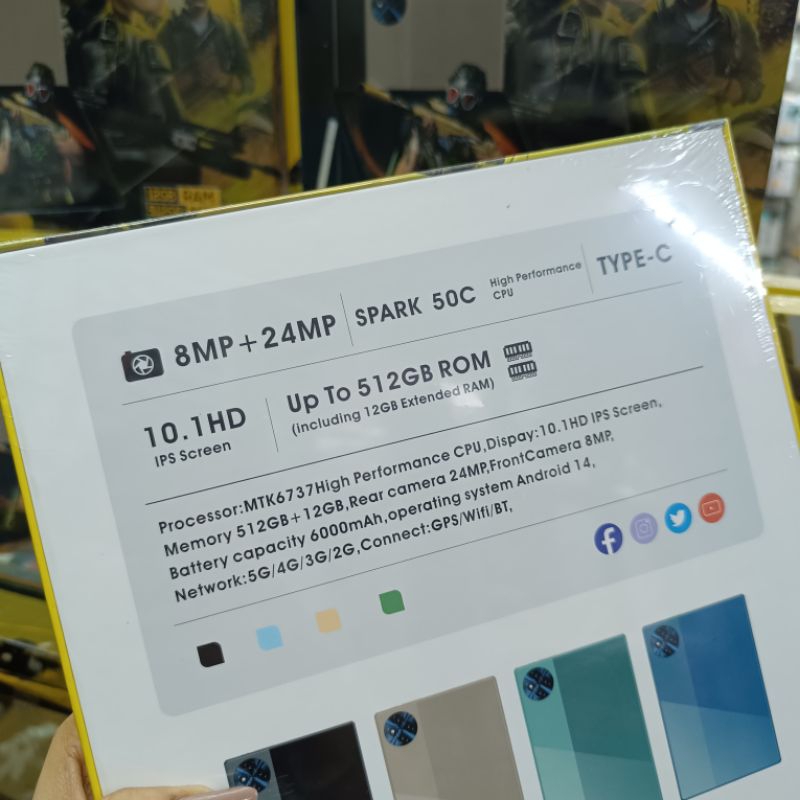 12GB RAM
8MP+24MP
SPARK 50C
High Performance
CPU
TYPE-C
10.1HD
IPS Screen
Up To 512GB ROM
(including 12GB Extended RAM)
Processor:MTK6737High Performance CPU,Dispay:10.1HD IPS Screen,
Memory 512GB+12GB,Rear camera 24MP,FrontCamera 8MP,
Battery capacity 6000mAh,operating system Android 14,
Network:5G/4G/3G/2G,Connect:GPS/Wifi/BT,